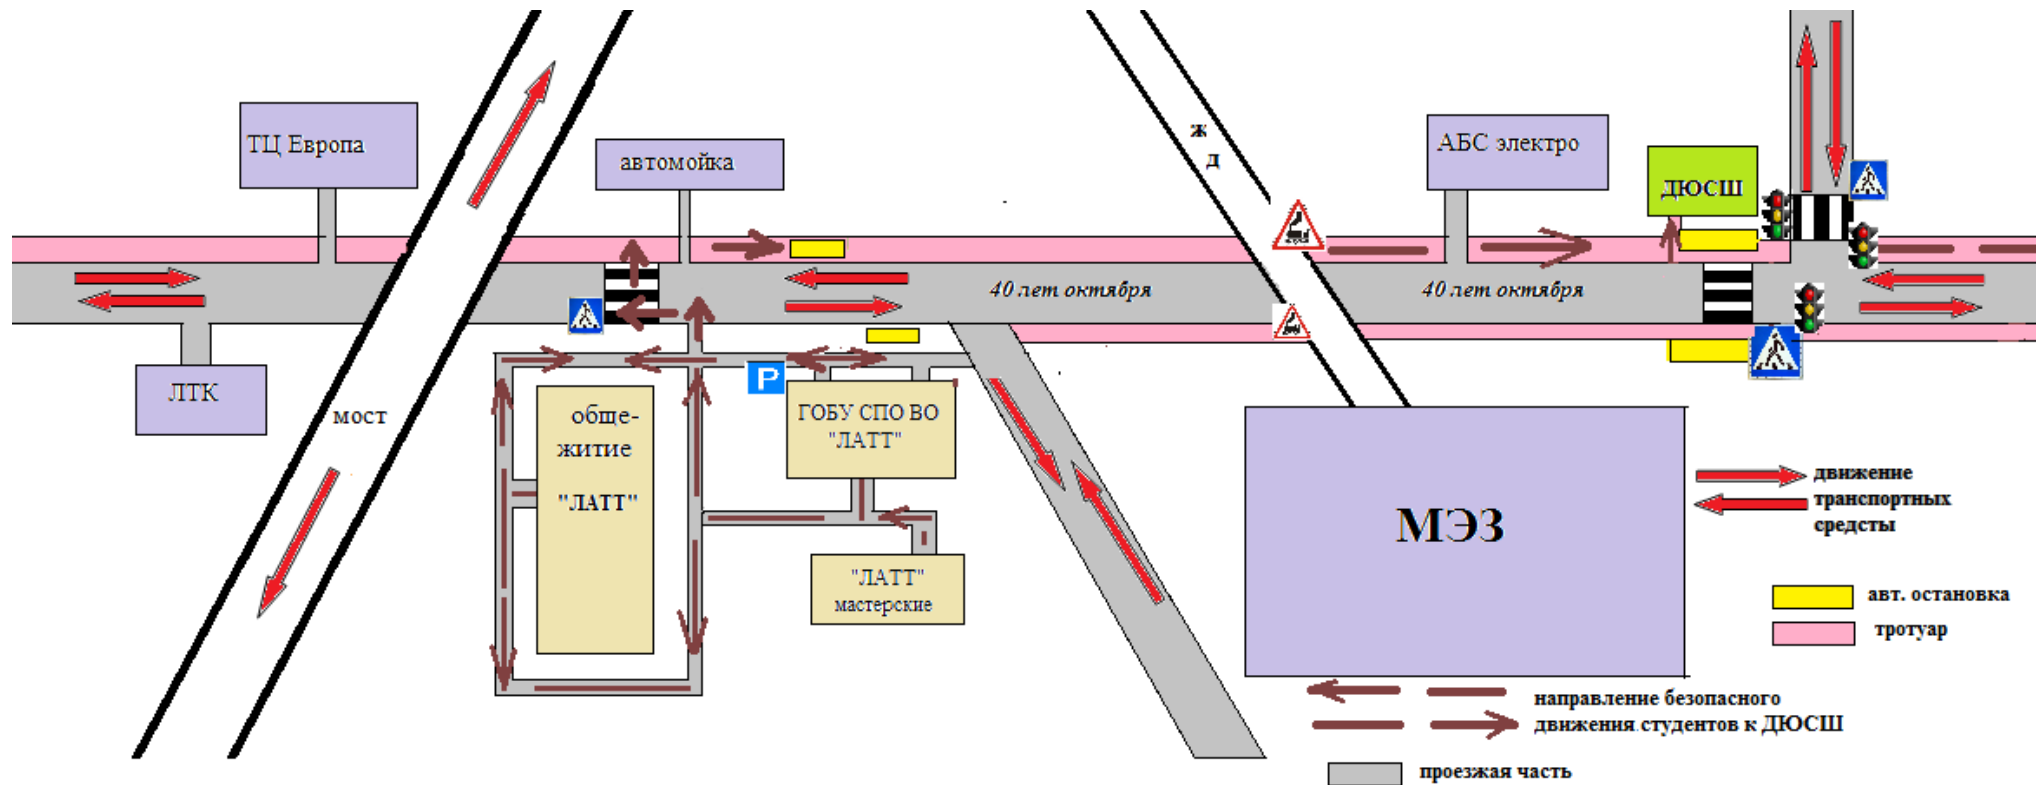 ТЦ Европа
автомойка
ж
д
АБС электро
ДЮСШ
40 лет октября
40 лет октября
ЛТК
мост
P
обще-
житие
"ЛАТТ"
ГОБУ СПО ВО
"ЛАТТ"
"ЛАТТ"
мастерские
МЭЗ
движение
транспортных
средсты
авт. остановка
тротуар
направление безопасного
движения студентов к ДЮСШ
проезжая часть